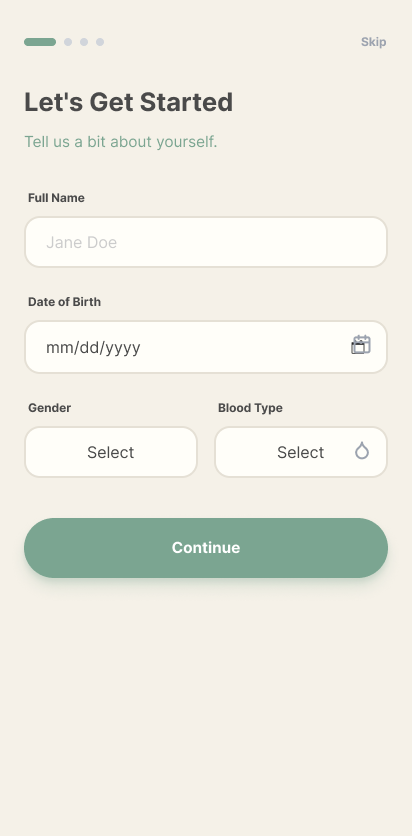 Skip
Let's Get Started
Tell us a bit about yourself.
Full Name
Jane Doe
Date of Birth
mm/dd/yyyy
Gender
Blood Type
Select
Select
Continue